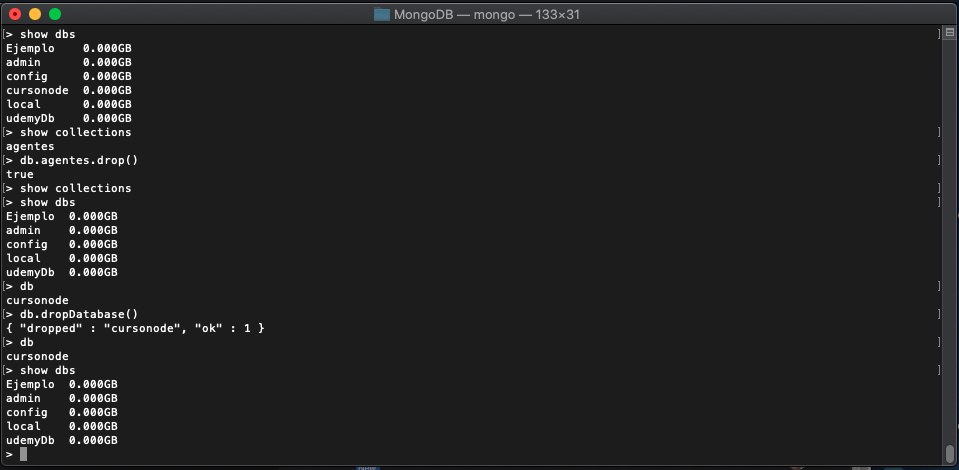 MongoDB — mongo — 133×31
[> show dbs ]
Ejemplo    0.000GB
admin      0.000GB
config     0.000GB
cursonode  0.000GB
local      0.000GB
udemyDb    0.000GB
[> show collections ]
agentes
[> db.agentes.drop() ]
true
[> show collections ]
[> show dbs ]
Ejemplo  0.000GB
admin    0.000GB
config   0.000GB
local    0.000GB
udemyDb  0.000GB
[> db ]
cursonode
[> db.dropDatabase() ]
{ "dropped" : "cursonode", "ok" : 1 }
[> db ]
cursonode
[> show dbs ]
Ejemplo  0.000GB
admin    0.000GB
config   0.000GB
local    0.000GB
udemyDb  0.000GB
>